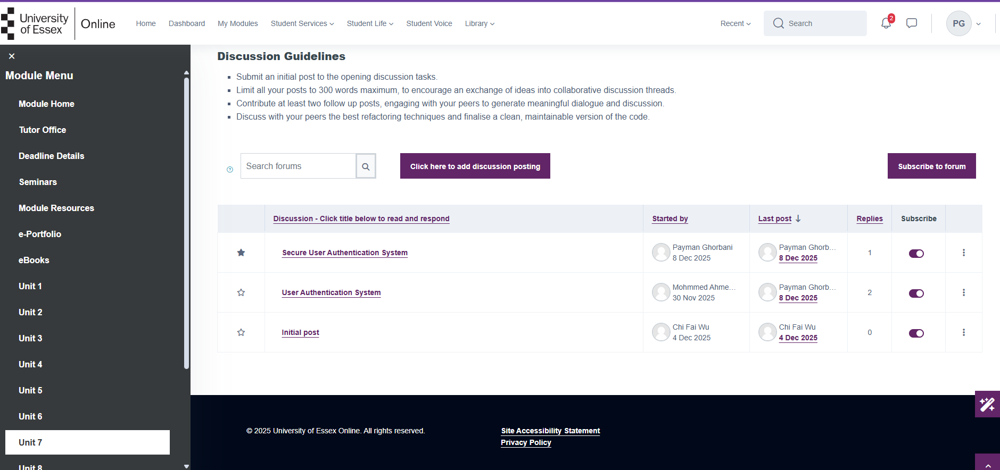 University
of Essex
Online
Home
Dashboard
My Modules
Student Services
Student Life
Student Voice
Library
Recent
Search
2
PG
Module Menu
Module Home
Tutor Office
Deadline Details
Seminars
Module Resources
e-Portfolio
eBooks
Unit 1
Unit 2
Unit 3
Unit 4
Unit 5
Unit 6
Unit 7
Unit 8
Discussion Guidelines
Submit an initial post to the opening discussion tasks.
Limit all your posts to 300 words maximum, to encourage an exchange of ideas into collaborative discussion threads.
Contribute at least two follow up posts, engaging with your peers to generate meaningful dialogue and discussion.
Discuss with your peers the best refactoring techniques and finalise a clean, maintainable version of the code.
Search forums
Click here to add discussion posting
Subscribe to forum
Discussion - Click title below to read and respond
Started by
Last post
Replies
Subscribe
Secure User Authentication System
Payman Ghorbani
8 Dec 2025
Payman Ghorb...
8 Dec 2025
1
User Authentication System
Mohmmed Ahme...
30 Nov 2025
Payman Ghorb...
8 Dec 2025
2
Initial post
Chi Fai Wu
4 Dec 2025
Chi Fai Wu
4 Dec 2025
0
© 2025 University of Essex Online. All rights reserved.
Site Accessibility Statement
Privacy Policy